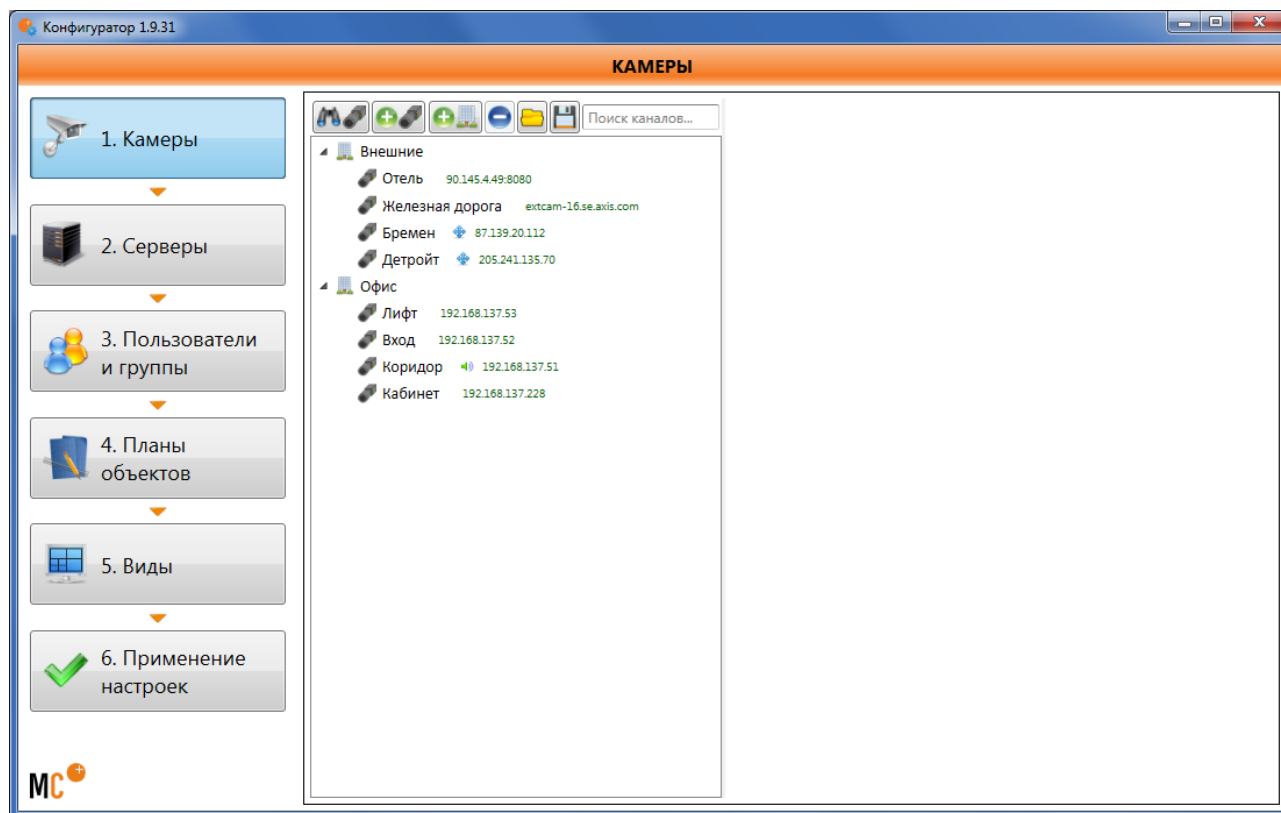 Конфигуратор 1.9.31
КАМЕРЫ
1. Камеры
2. Серверы
3. Пользователи
и группы
4. Планы
объектов
5. Виды
6. Применение
настроек
MC
Поиск каналов...
Внешние
Отель 90.145.4.49:8080
Железная дорога extcam-16.se.axis.com
Бремен 87.139.20.112
Детройт 205.241.135.70
Офис
Лифт 192.168.137.53
Вход 192.168.137.52
Коридор 192.168.137.51
Кабинет 192.168.137.228